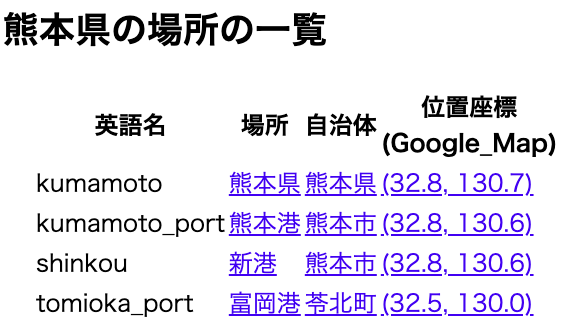 熊本県の場所の一覧
英語名 場所 自治体 位置座標(Google_Map)
kumamoto 熊本県 熊本県 (32.8, 130.7)
kumamoto_port 熊本港 熊本市 (32.8, 130.6)
shinkou 新港 熊本市 (32.8, 130.6)
tomioka_port 富岡港 苓北町 (32.5, 130.0)